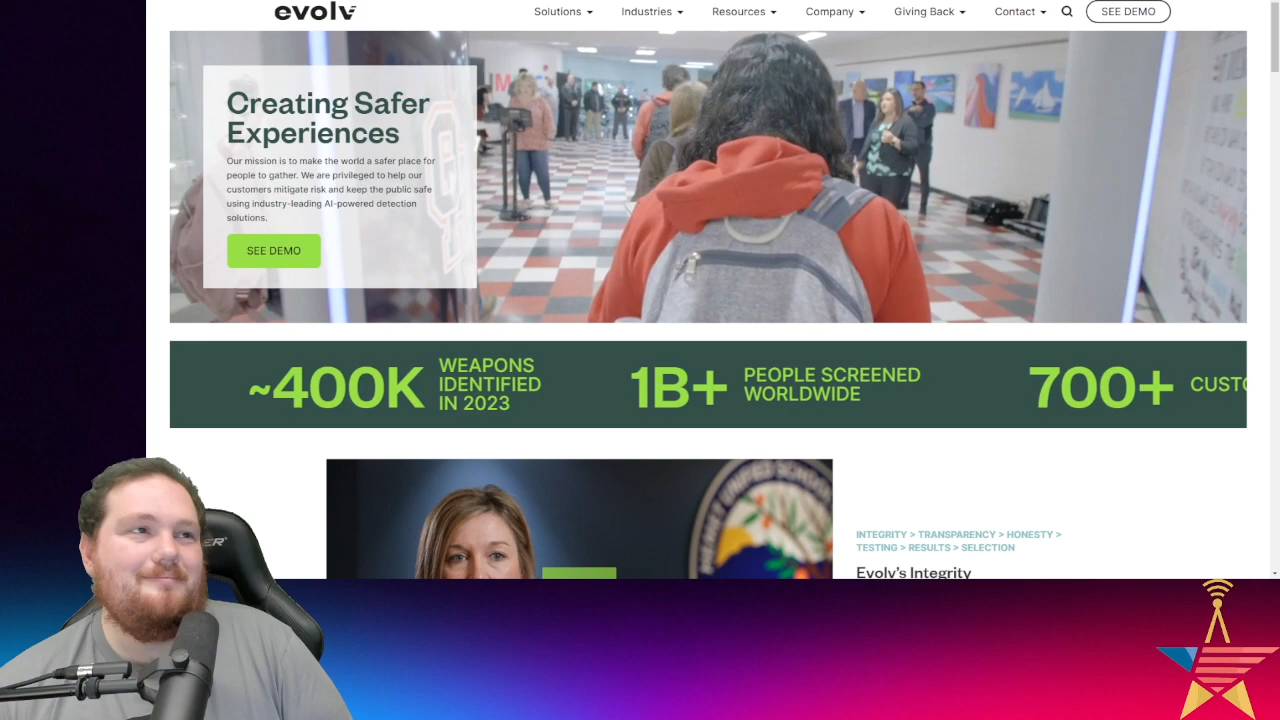 evolv
Solutions
Industries
Resources
Company
Giving Back
Contact
SEE DEMO
Creating Safer
Experiences
Our mission is to make the world a safer place for
people to gather. We are privileged to help our
customers mitigate risk and keep the public safe
using industry-leading AI-powered detection
solutions.
SEE DEMO
~400K
WEAPONS
IDENTIFIED
IN 2023
1B+
PEOPLE SCREENED
WORLDWIDE
700+
INTEGRITY > TRANSPARENCY > HONESTY >
TESTING > RESULTS > SELECTION
Evolv's Integrity